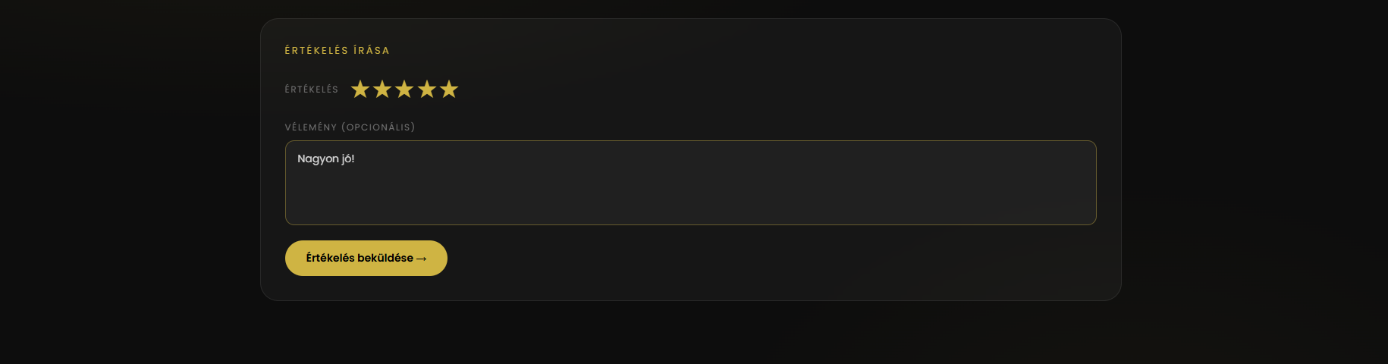 ÉRTÉKELÉS ÍRÁSA
ÉRTÉKELÉS ★★★★★
VÉLEMÉNY (OPCIONÁLIS)
Nagyon jó!
Értékelés beküldése →